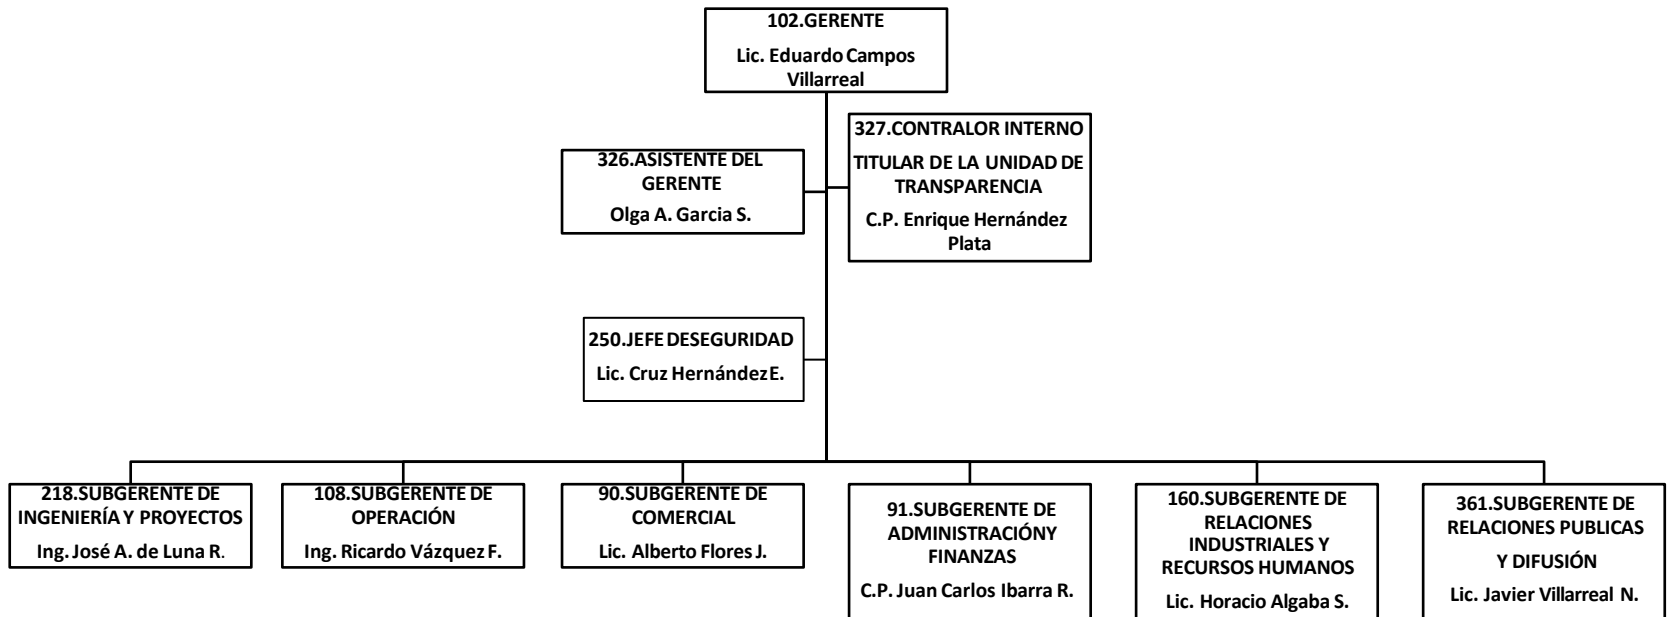 102.GERENTE
Lic. Eduardo Campos
Villarreal
327.CONTRALOR INTERNO
TITULAR DE LA UNIDAD DE
TRANSPARENCIA
C.P. Enrique Hernández
Plata
326.ASISTENTE DEL
GERENTE
Olga A. Garcia S.
250.JEFE DESEGURIDAD
Lic. Cruz Hernández E.
218.SUBGERENTE DE
INGENIERÍA Y PROYECTOS
Ing. José A. de Luna R.
108.SUBGERENTE DE
OPERACIÓN
Ing. Ricardo Vázquez F.
90.SUBGERENTE DE
COMERCIAL
Lic. Alberto Flores J.
91.SUBGERENTE DE
ADMINISTRACIÓNY
FINANZAS
C.P. Juan Carlos Ibarra R.
160.SUBGERENTE DE
RELACIONES
INDUSTRIALES Y
RECURSOS HUMANOS
Lic. Horacio Algaba S.
361.SUBGERENTE DE
RELACIONES PUBLICAS
Y DIFUSIÓN
Lic. Javier Villarreal N.